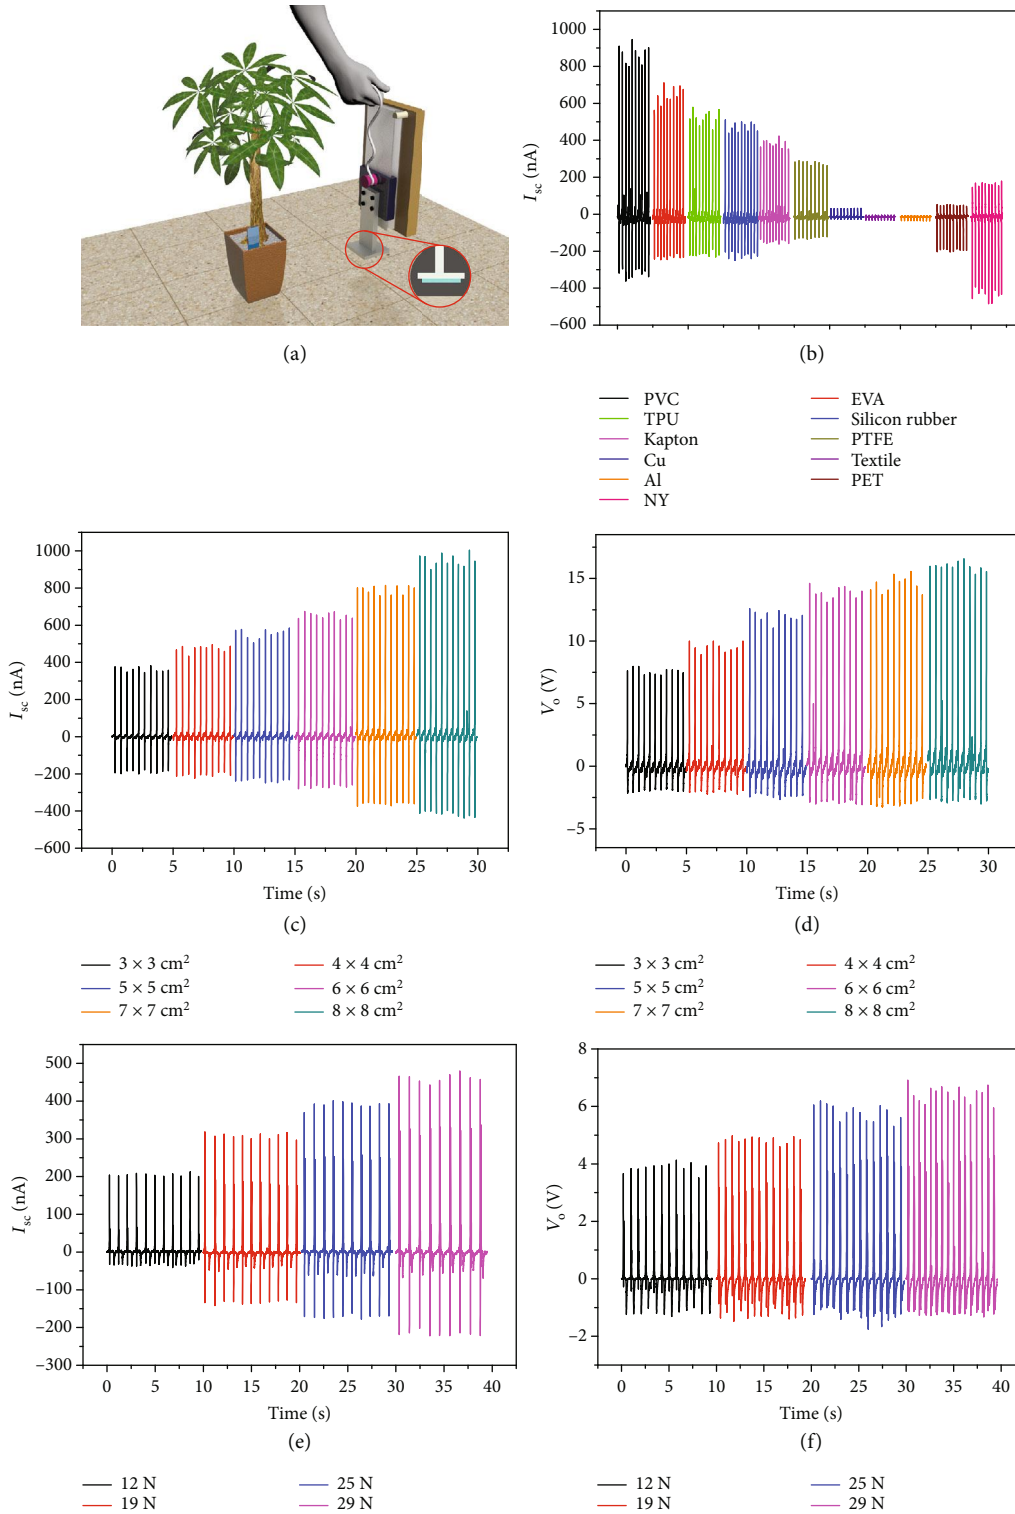 (a)
1000
800
600
400
200
0
−200
−400
−600
I_sc (nA)
(b)
PVC
EVA
TPU
Silicon rubber
Kapton
PTFE
Cu
Textile
Al
PET
NY
1000
800
600
400
200
0
−200
−400
−600
I_sc (nA)
0 5 10 15 20 25 30
Time (s)
(c)
3 × 3 cm²
4 × 4 cm²
5 × 5 cm²
6 × 6 cm²
7 × 7 cm²
8 × 8 cm²
15
10
5
0
−5
V_o (V)
0 5 10 15 20 25 30
Time (s)
(d)
3 × 3 cm²
4 × 4 cm²
5 × 5 cm²
6 × 6 cm²
7 × 7 cm²
8 × 8 cm²
500
400
300
200
100
0
−100
−200
−300
I_sc (nA)
0 5 10 15 20 25 30 35 40
Time (s)
(e)
12 N
25 N
19 N
29 N
8
6
4
2
0
−2
V_o (V)
0 5 10 15 20 25 30 35 40
Time (s)
(f)
12 N
25 N
19 N
29 N